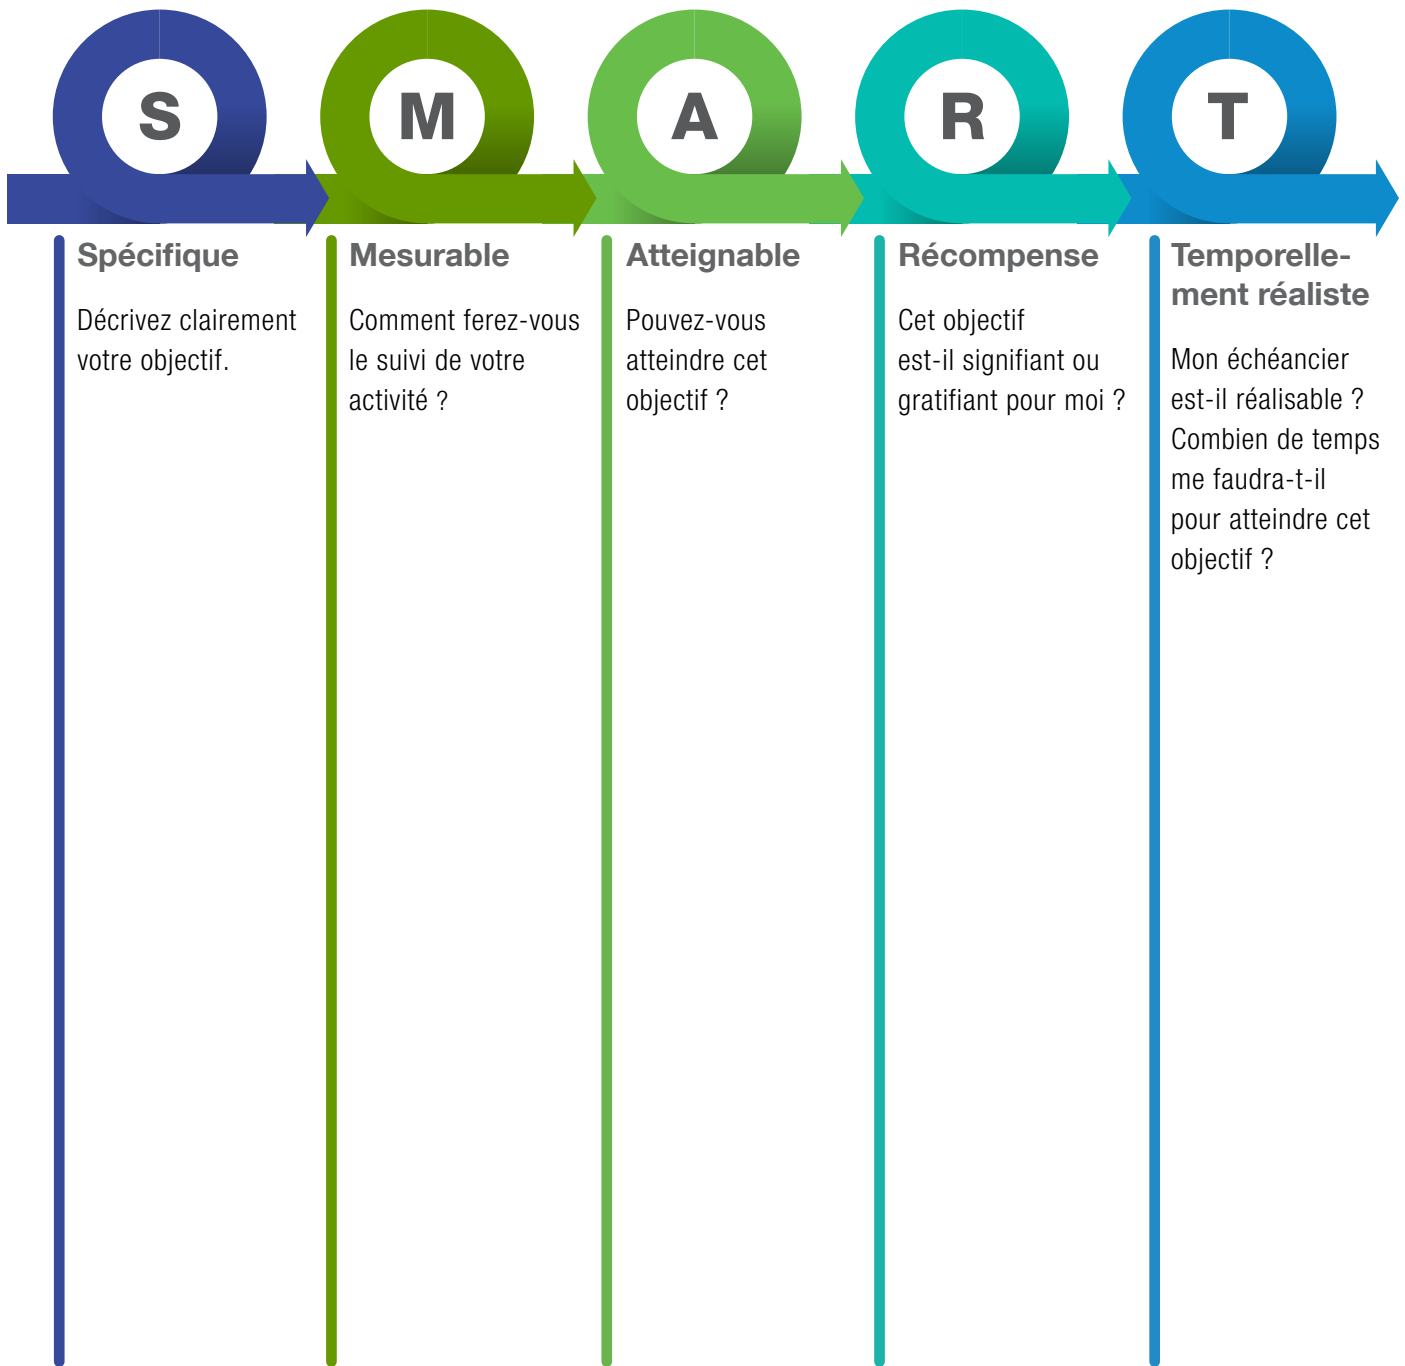 S
M
A
R
T
Spécifique
Décrivez clairement
votre objectif.
Mesurable
Comment ferez-vous
le suivi de votre
activité ?
Atteignable
Pouvez-vous
atteindre cet
objectif ?
Récompense
Cet objectif
est-il signifiant ou
gratifiant pour moi ?
Temporelle-
ment réaliste
Mon échéancier
est-il réalisable ?
Combien de temps
me faudra-t-il
pour atteindre cet
objectif ?